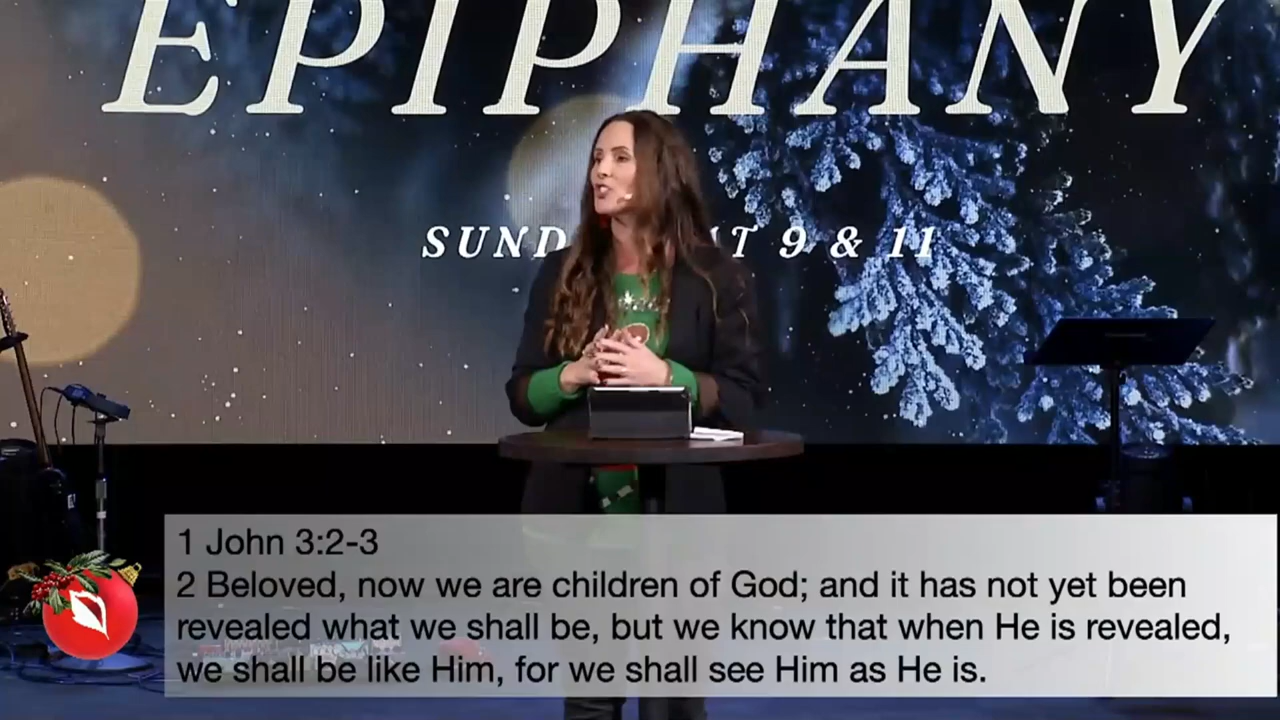 EPIPHANY
SUND AT 9 & 11
1 John 3:2-3
2 Beloved, now we are children of God; and it has not yet been
revealed what we shall be, but we know that when He is revealed,
we shall be like Him, for we shall see Him as He is.